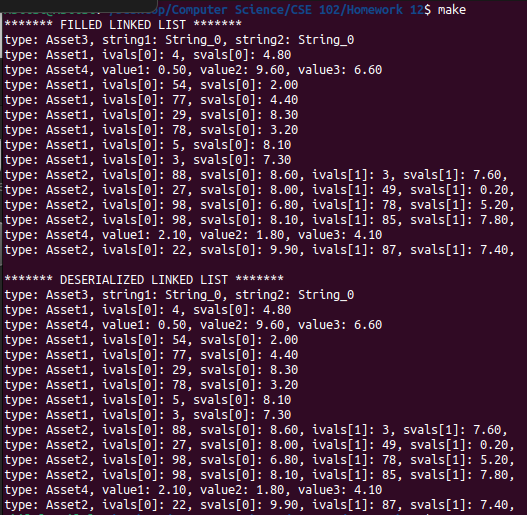 /Computer Science/CSE 102/Homework 12$ make
******* FILLED LINKED LIST *******
type: Asset3, string1: String_0, string2: String_0
type: Asset1, ivals[0]: 4, svals[0]: 4.80
type: Asset4, value1: 0.50, value2: 9.60, value3: 6.60
type: Asset1, ivals[0]: 54, svals[0]: 2.00
type: Asset1, ivals[0]: 77, svals[0]: 4.40
type: Asset1, ivals[0]: 29, svals[0]: 8.30
type: Asset1, ivals[0]: 78, svals[0]: 3.20
type: Asset1, ivals[0]: 5, svals[0]: 8.10
type: Asset1, ivals[0]: 3, svals[0]: 7.30
type: Asset2, ivals[0]: 88, svals[0]: 8.60, ivals[1]: 3, svals[1]: 7.60,
type: Asset2, ivals[0]: 27, svals[0]: 8.00, ivals[1]: 49, svals[1]: 0.20,
type: Asset2, ivals[0]: 98, svals[0]: 6.80, ivals[1]: 78, svals[1]: 5.20,
type: Asset2, ivals[0]: 98, svals[0]: 8.10, ivals[1]: 85, svals[1]: 7.80,
type: Asset4, value1: 2.10, value2: 1.80, value3: 4.10
type: Asset2, ivals[0]: 22, svals[0]: 9.90, ivals[1]: 87, svals[1]: 7.40,
******* DESERIALIZED LINKED LIST *******
type: Asset3, string1: String_0, string2: String_0
type: Asset1, ivals[0]: 4, svals[0]: 4.80
type: Asset4, value1: 0.50, value2: 9.60, value3: 6.60
type: Asset1, ivals[0]: 54, svals[0]: 2.00
type: Asset1, ivals[0]: 77, svals[0]: 4.40
type: Asset1, ivals[0]: 29, svals[0]: 8.30
type: Asset1, ivals[0]: 78, svals[0]: 3.20
type: Asset1, ivals[0]: 5, svals[0]: 8.10
type: Asset1, ivals[0]: 3, svals[0]: 7.30
type: Asset2, ivals[0]: 88, svals[0]: 8.60, ivals[1]: 3, svals[1]: 7.60,
type: Asset2, ivals[0]: 27, svals[0]: 8.00, ivals[1]: 49, svals[1]: 0.20,
type: Asset2, ivals[0]: 98, svals[0]: 6.80, ivals[1]: 78, svals[1]: 5.20,
type: Asset2, ivals[0]: 98, svals[0]: 8.10, ivals[1]: 85, svals[1]: 7.80,
type: Asset4, value1: 2.10, value2: 1.80, value3: 4.10
type: Asset2, ivals[0]: 22, svals[0]: 9.90, ivals[1]: 87, svals[1]: 7.40,